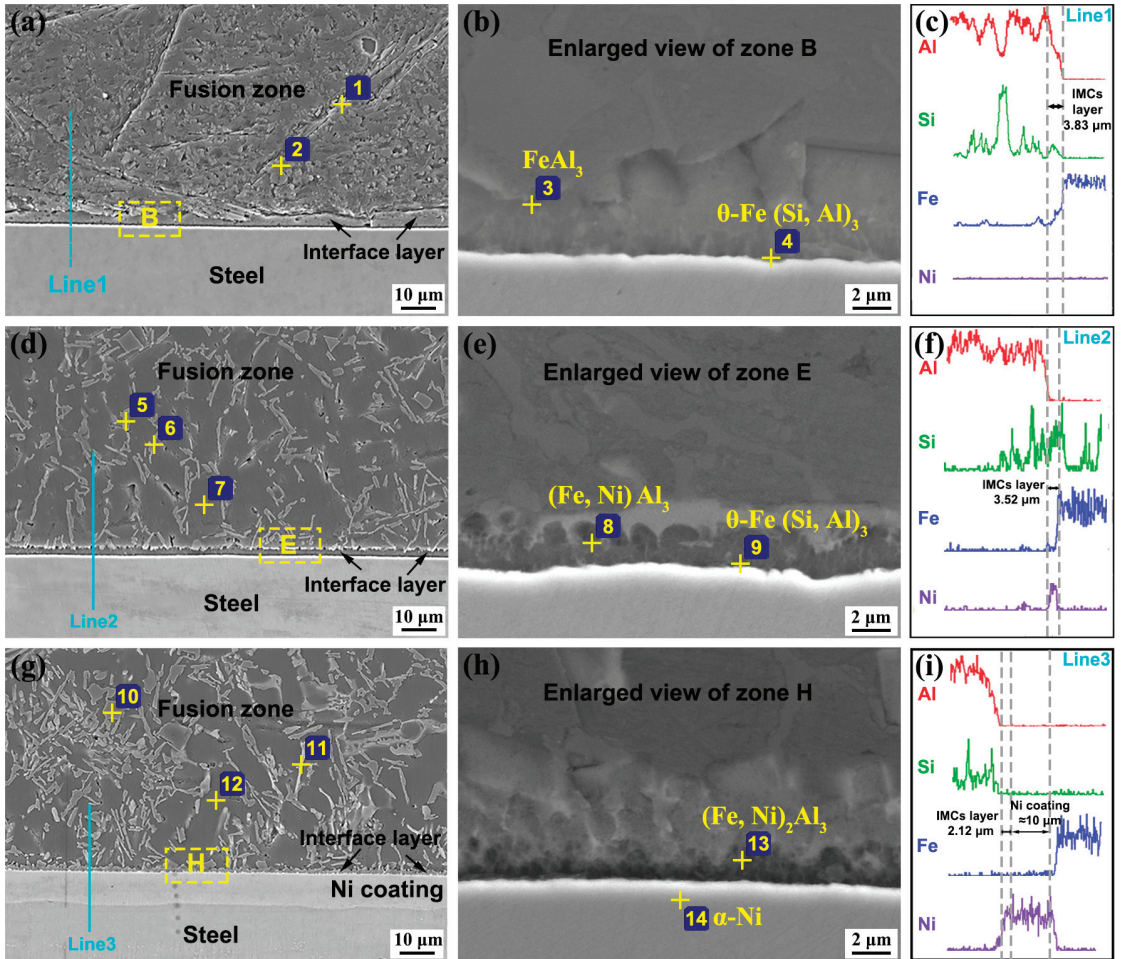 (a)
Fusion zone
1
2
B
Interface layer
Line1
Steel
10 μm
(b)
Enlarged view of zone B
FeAl3
3
θ-Fe (Si, Al)3
4
2 μm
(c)
Line1
Al
Si
IMCs
layer
3.83 μm
Fe
Ni
(d)
Fusion zone
5
6
7
E
Interface layer
Steel
Line2
10 μm
(e)
Enlarged view of zone E
(Fe, Ni) Al3
8
θ-Fe (Si, Al)3
9
2 μm
(f)
Line2
Al
Si
IMCs layer
3.52 μm
Fe
Ni
(g)
10
Fusion zone
11
12
Interface layer
H
Ni coating
Line3
Steel
10 μm
(h)
Enlarged view of zone H
(Fe, Ni)2Al3
13
14 α-Ni
2 μm
(i)
Line3
Al
Si
Ni coating
≈10 μm
IMCs layer
2.12 μm
Fe
Ni